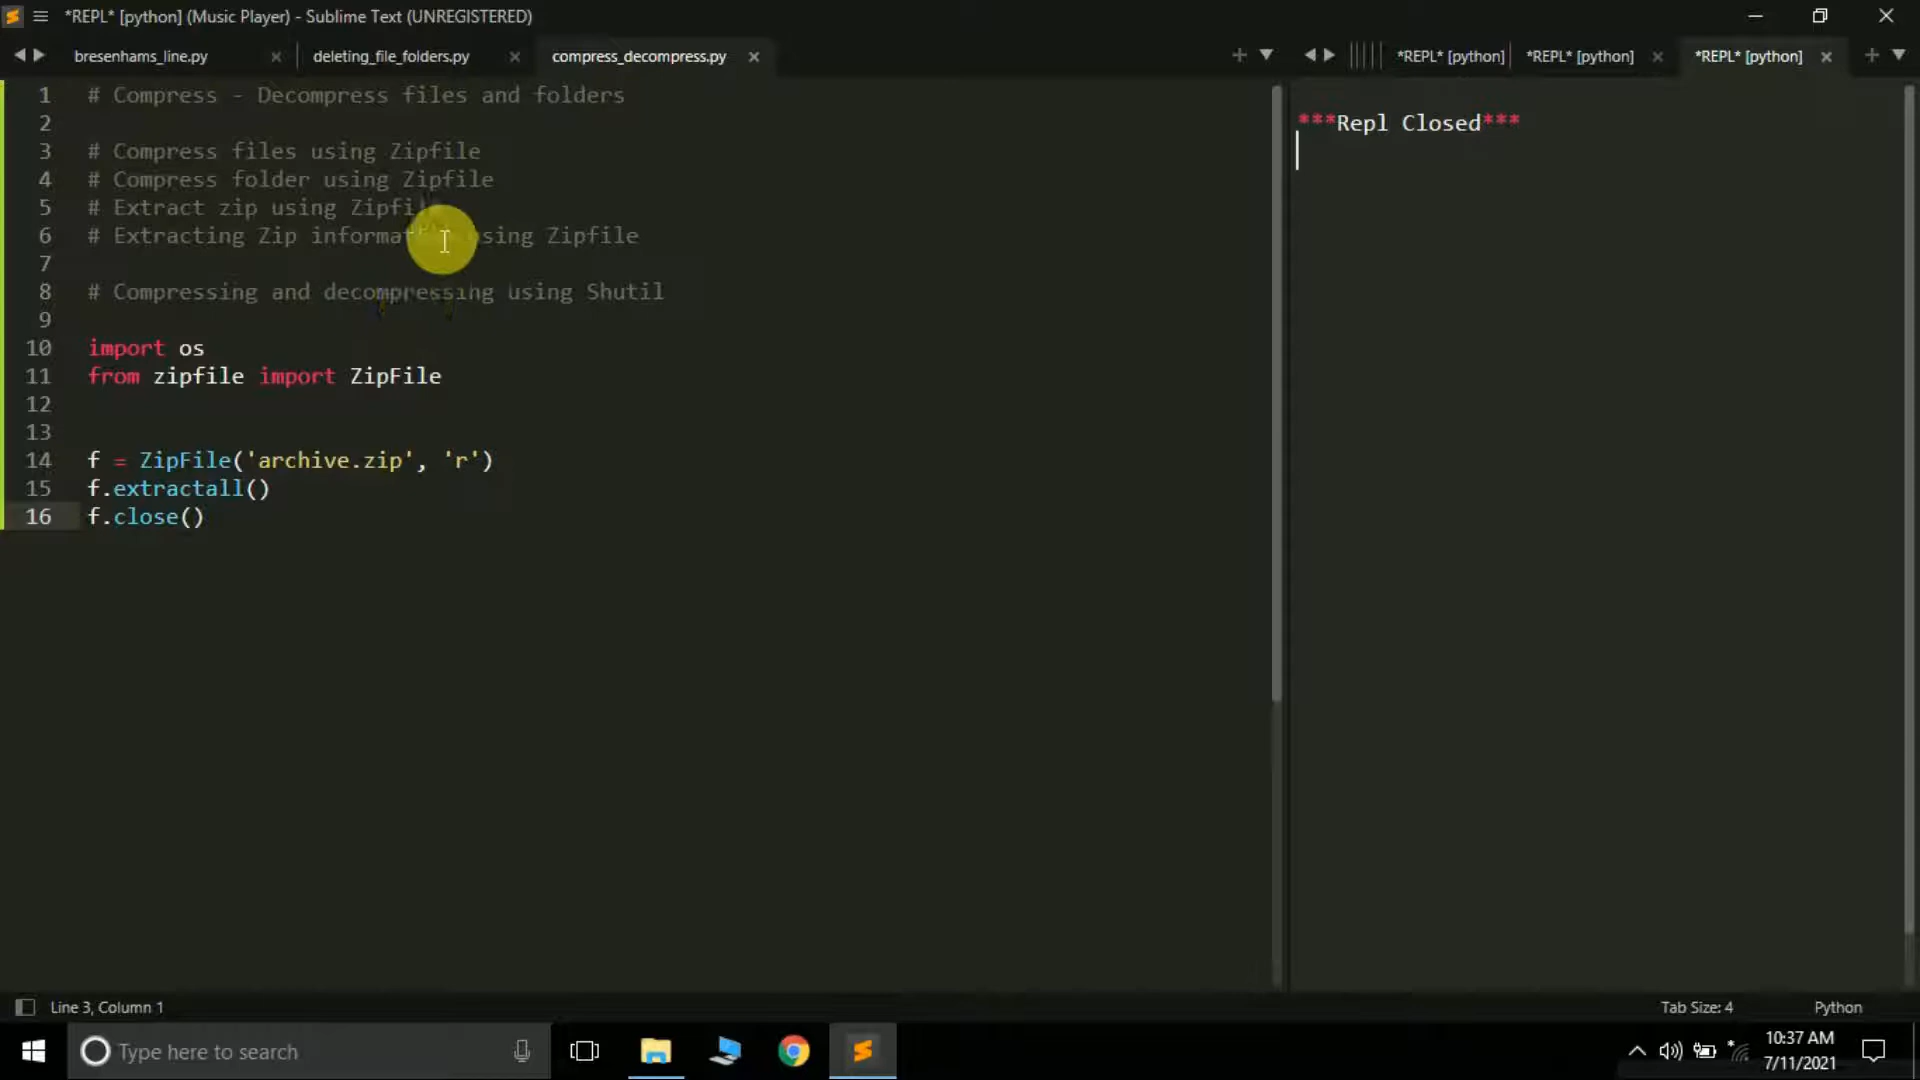 *REPL* [python] (Music Player) - Sublime Text (UNREGISTERED)
bresenhams_line.py
deleting_file_folders.py
compress_decompress.py
*REPL* [python]
*REPL* [python]
*REPL* [python]
1 # Compress - Decompress files and folders
2
3 # Compress files using Zipfile
4 # Compress folder using Zipfile
5 # Extract zip using
6 # Extracting Zip using Zipfile
7
8 # Compressing and decompressing using Shutil
9
10 import os
11 from zipfile import ZipFile
12
13
14 f = ZipFile('archive.zip', 'r')
15 f.extractall()
16 f.close()
***Repl Closed***
Line 3, Column 1
Tab Size: 4
Python
Type here to search
10:37 AM
7/11/2021